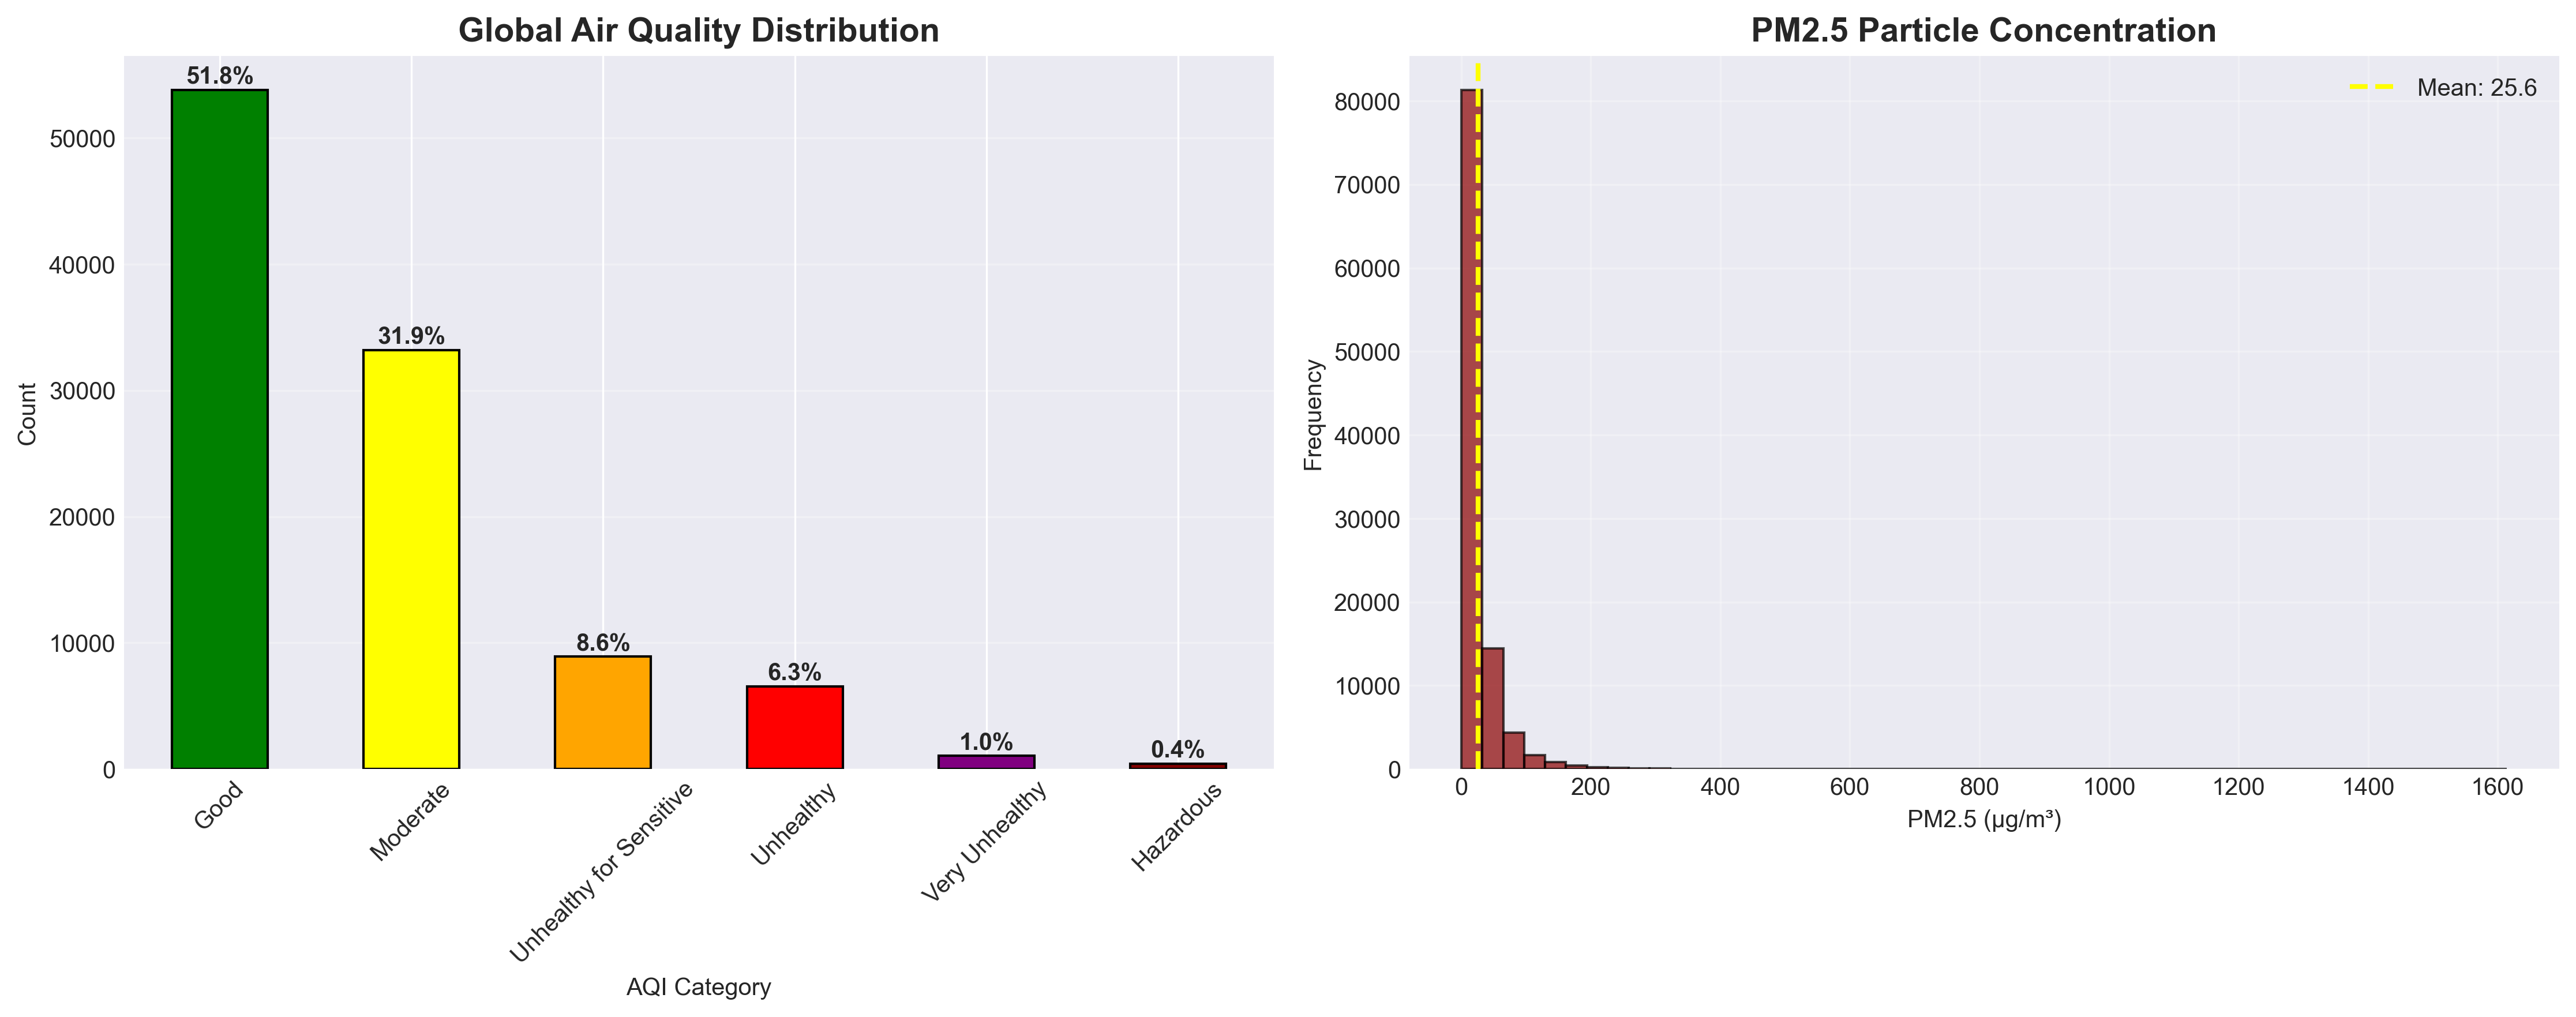 Global Air Quality Distribution
51.8%
31.9%
8.6%
6.3%
1.0%
0.4%
50000
40000
30000
20000
10000
0
Count
Good
Moderate
Unhealthy for Sensitive
Unhealthy
Very Unhealthy
Hazardous
AQI Category
PM2.5 Particle Concentration
Mean: 25.6
80000
70000
60000
50000
40000
30000
20000
10000
0
Frequency
0
200
400
600
800
1000
1200
1400
1600
PM2.5 (μg/m³)